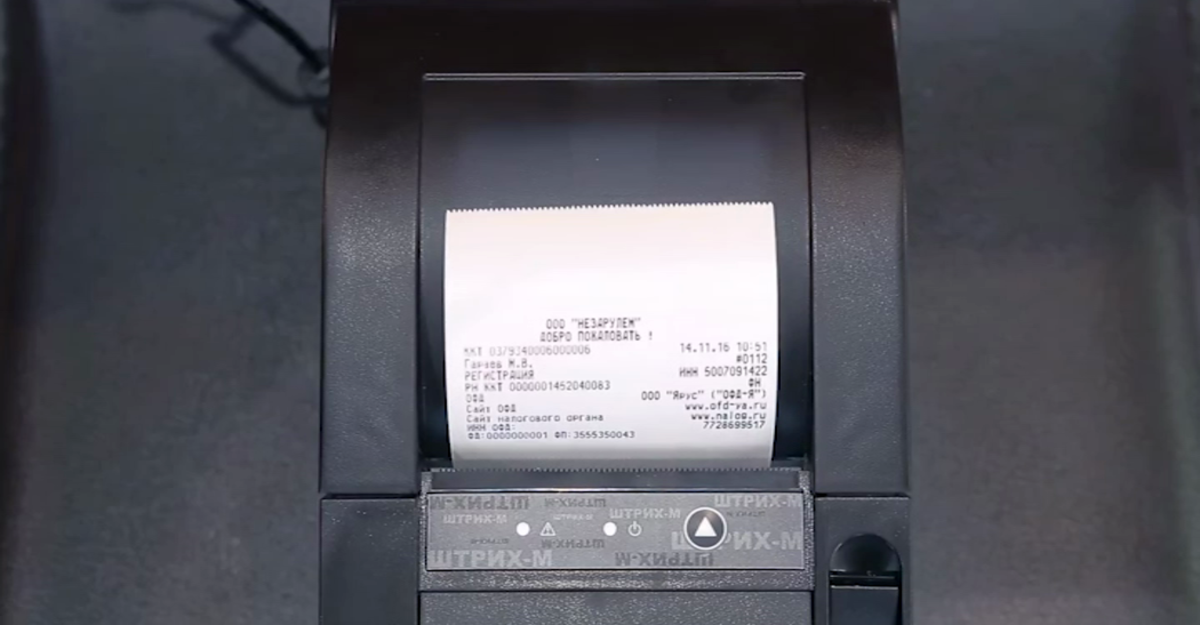 ООО "НЕЗАРУЛЕМ"
ДОБРО ПОЖАЛОВАТЬ !
ККТ 0379340006000006 14.11.16 10:51
Ж.В. #0112
РЕГИСТРАЦИЯ ИНН 5007091422
РН ККТ 0000001452040083 ФН
ОФД ООО "Ярус" ("ОФД-Я")
Сайт ОФД www.ofd-ya.ru
Сайт налогового органа www.nalog.ru
ИНН ОФД: 7728699517
ФД:0000000001 ФП:3555350043
ШТРИХ-М ШТРИХ-М ШТРИХ-М
ШТРИХ-М ШТРИХ-М ШТРИХ-М
ШТРИХ-М ШТРИХ-М